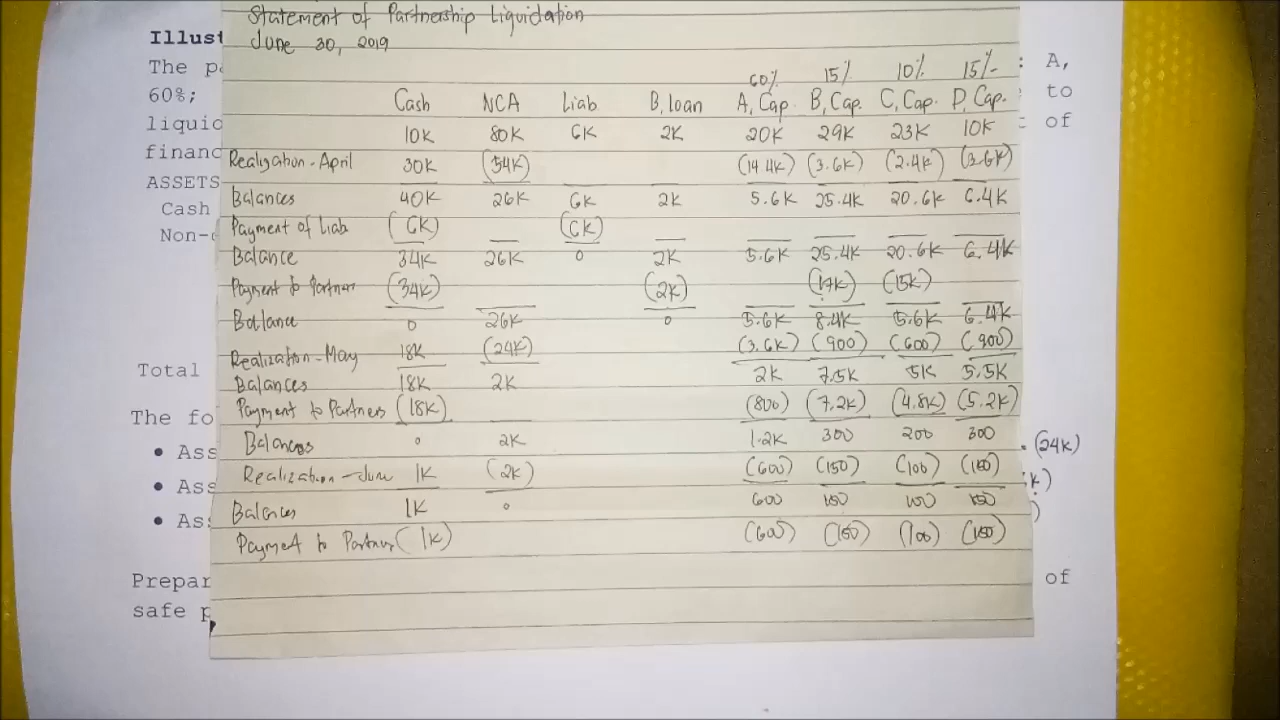 Statement of Partnership Liquidation
Illust
June 30, 2019
The p : A,
60% 15% 10% 15%
60%; Cash NCA Liab B, loan A, Cap. B, Cap. C, Cap. D, Cap. to
liquid 10K 80K 6K 2K 20K 29K 23K 10K t of
financ Realization - April 30K (54K) (14.4K) (3.6K) (2.4K) (3.6K)
ASSETS
Balances 40K 26K 6K 2K 5.6K 25.4K 20.6K 6.4K
Cash
Payment of Liab (6K) (6K)
Non-c
Balance 34K 26K 0 2K 5.6K 25.4K 20.6K 6.4K
Payment to Partner (34K) (2K) (17K) (15K)
Balance 0 26K 0 5.6K 8.4K 5.6K 6.4K
Realization - May 18K (24K) (3.6K) (900) (600) (900)
Total
Balances 18K 2K 2K 7.5K 5K 5.5K
Payment to Partners (18K) (800) (7.2K) (4.8K) (5.2K)
The fo
Balances 0 2K 1.2K 300 200 300
• Ass . (24K)
Realization - June 1K (2K) (600) (150) (100) (150)
• Ass K)
Balances 1K 0 600 150 100 150
• Ass )
Payment to Partner (1K) (600) (150) (100) (150)
Prepar of
safe p